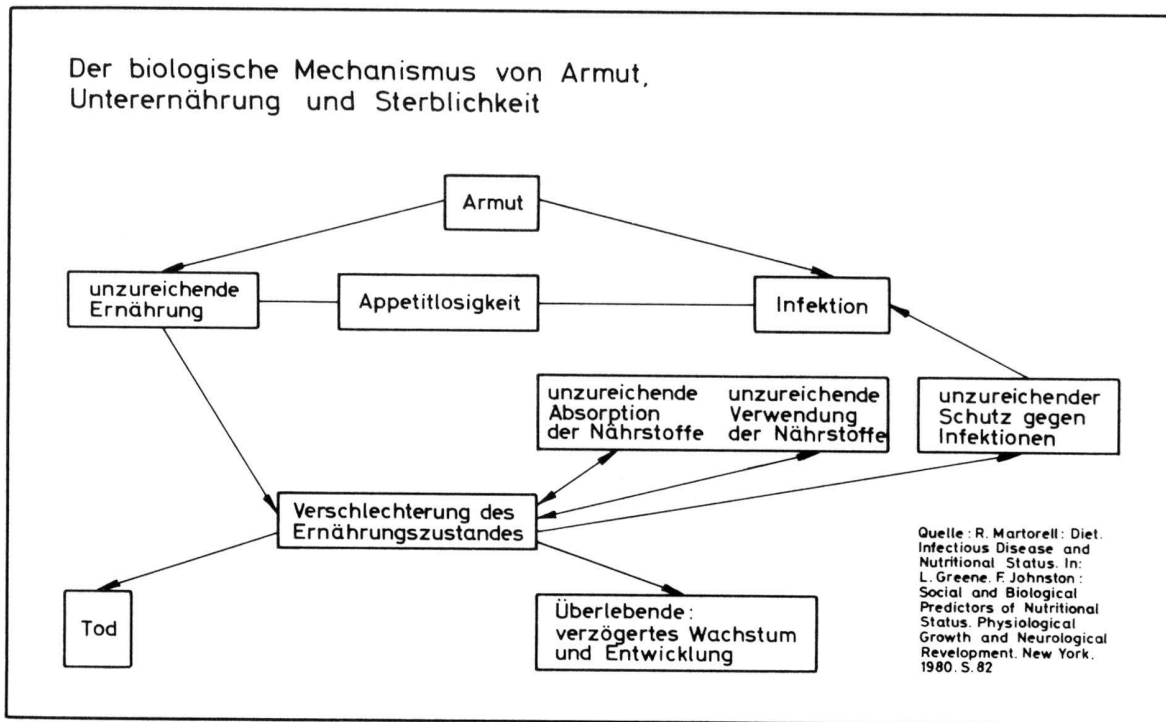 Der biologische Mechanismus von Armut,
Unterernährung und Sterblichkeit
Armut
unzureichende
Ernährung
Appetitlosigkeit
Infektion
unzureichende
Absorption
der Nährstoffe
unzureichende
Verwendung
der Nährstoffe
unzureichender
Schutz gegen
Infektionen
Verschlechterung des
Ernährungszustandes
Tod
Überlebende:
verzögertes Wachstum
und Entwicklung
Quelle: R. Martorell: Diet.
Infectious Disease and
Nutritional Status. In:
L. Greene. F. Johnston:
Social and Biological
Predictors of Nutritional
Status. Physiological
Growth and Neurological
Revelopment. New York.
1980. S. 82